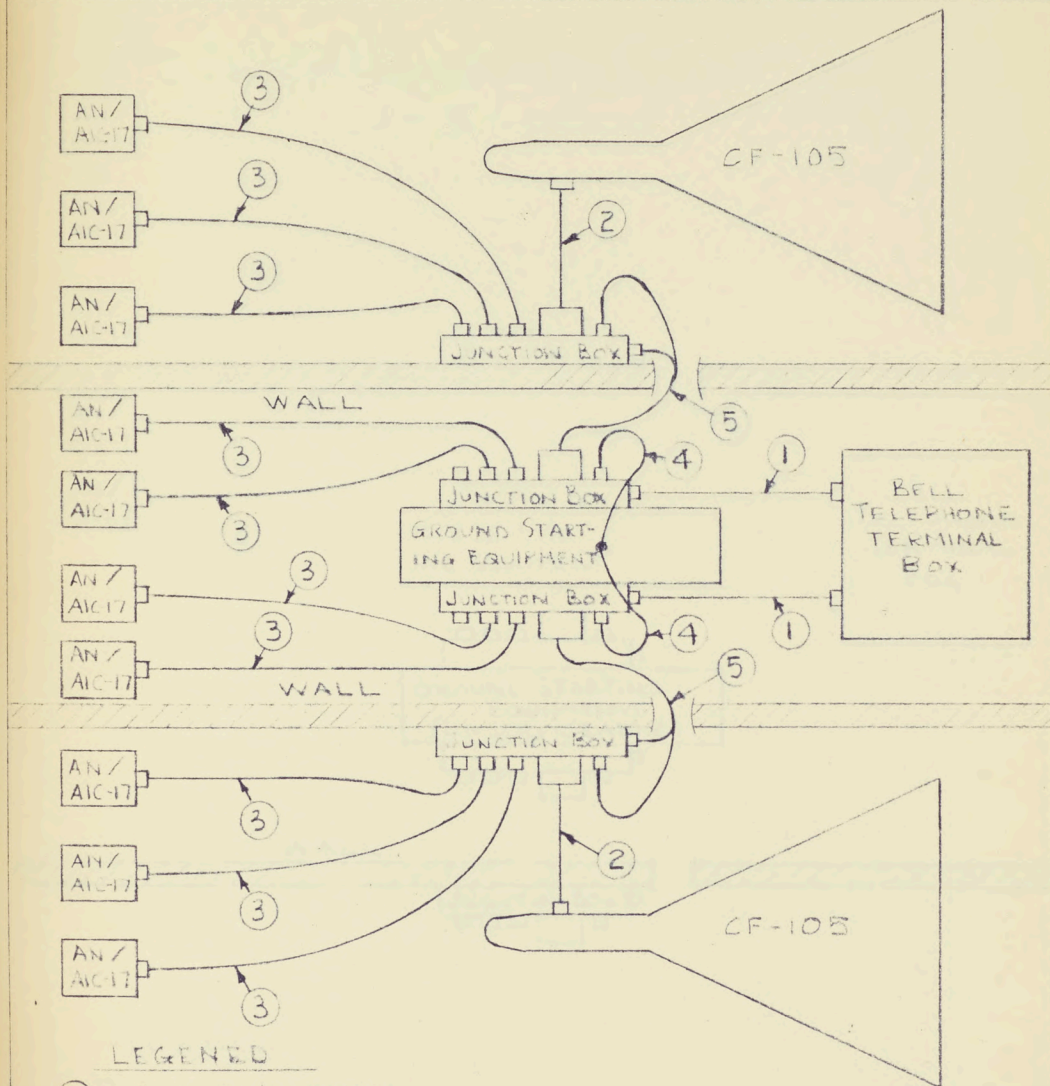 AN/
AIC-17
3
CF-105
AN/
AIC-17
3
2
AN/
AIC-17
3
JUNCTION BOX
WALL
5
AN/
AIC-17
3
4
1
AN/
AIC-17
3
JUNCTION BOX
BELL
TELEPHONE
TERMINAL
BOX
GROUND START-
ING EQUIPMENT
AN/
AIC-17
3
JUNCTION BOX
1
AN/
AIC-17
3
4
WALL
5
JUNCTION BOX
AN/
AIC-17
3
2
AN/
AIC-17
3
CF-105
AN/
AIC-17
3
LEGENED